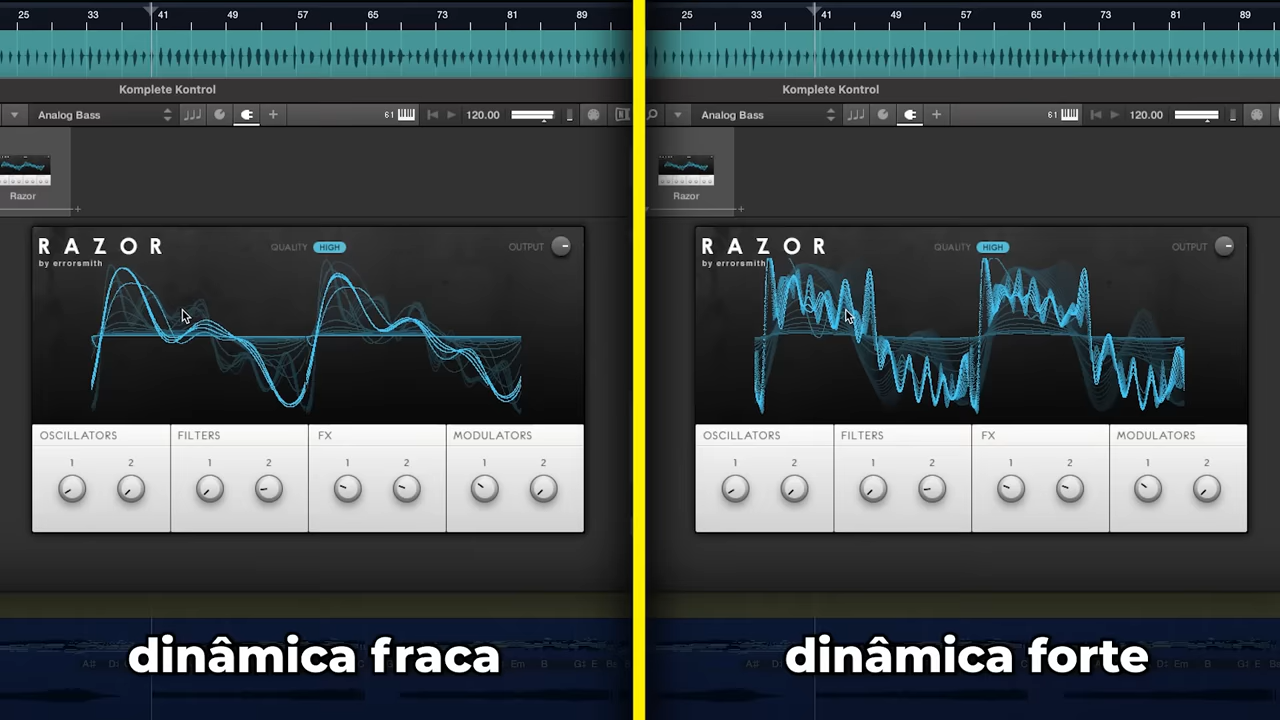 25 33 41 49 57 65 73 81 89
Komplete Kontrol
Analog Bass
61
120.00
Razor
RAZOR
by errorsmith
QUALITY HIGH
OUTPUT
OSCILLATORS FILTERS FX MODULATORS
1 2 1 2 1 2 1 2
dinâmica fraca
25 33 41 49 57 65 73 81 89
Komplete Kontrol
Analog Bass
61
120.00
Razor
RAZOR
by errorsmith
QUALITY HIGH
OUTPUT
OSCILLATORS FILTERS FX MODULATORS
1 2 1 2 1 2 1 2
dinâmica forte